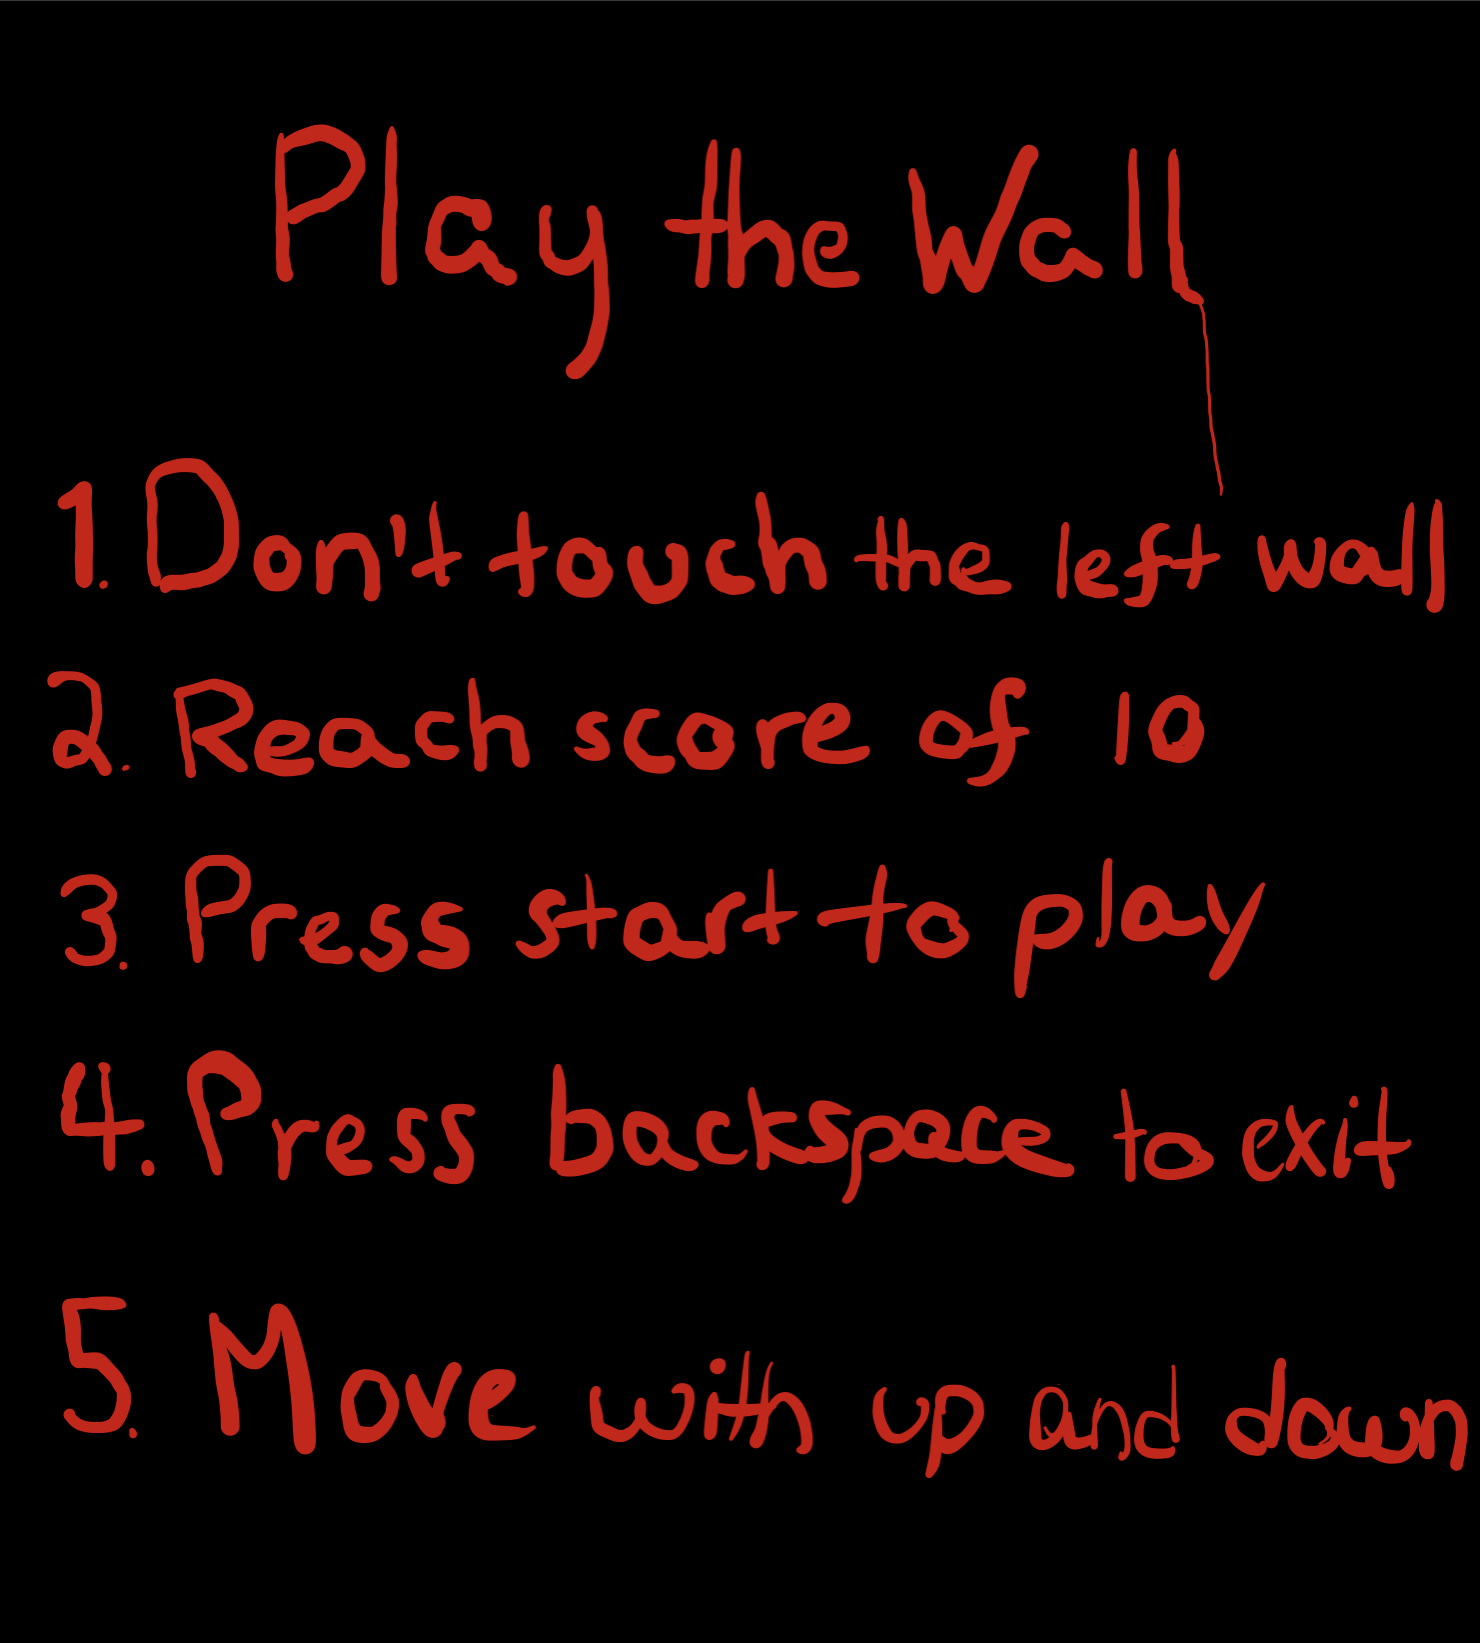 Play the Wall
1. Don't touch the left wall
2. Reach score of 10
3. Press start to play
4. Press backspace to exit
5. Move with up and down